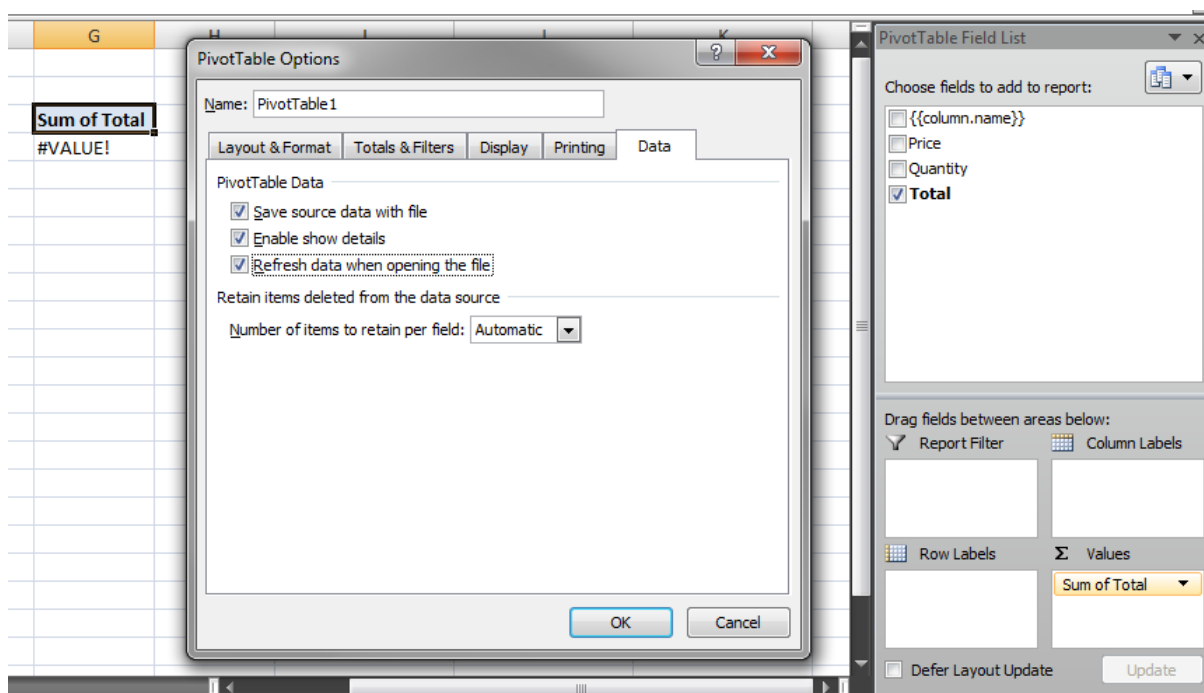 G H K
Sum of Total
#VALUE!
PivotTable Options
?
Name: PivotTable1
Layout & Format Totals & Filters Display Printing Data
PivotTable Data
Save source data with file
Enable show details
Refresh data when opening the file
Retain items deleted from the data source
Number of items to retain per field: Automatic
OK Cancel
PivotTable Field List
Choose fields to add to report:
{{column.name}}
Price
Quantity
Total
Drag fields between areas below:
Report Filter Column Labels
Row Labels Σ Values
Sum of Total
Defer Layout Update Update